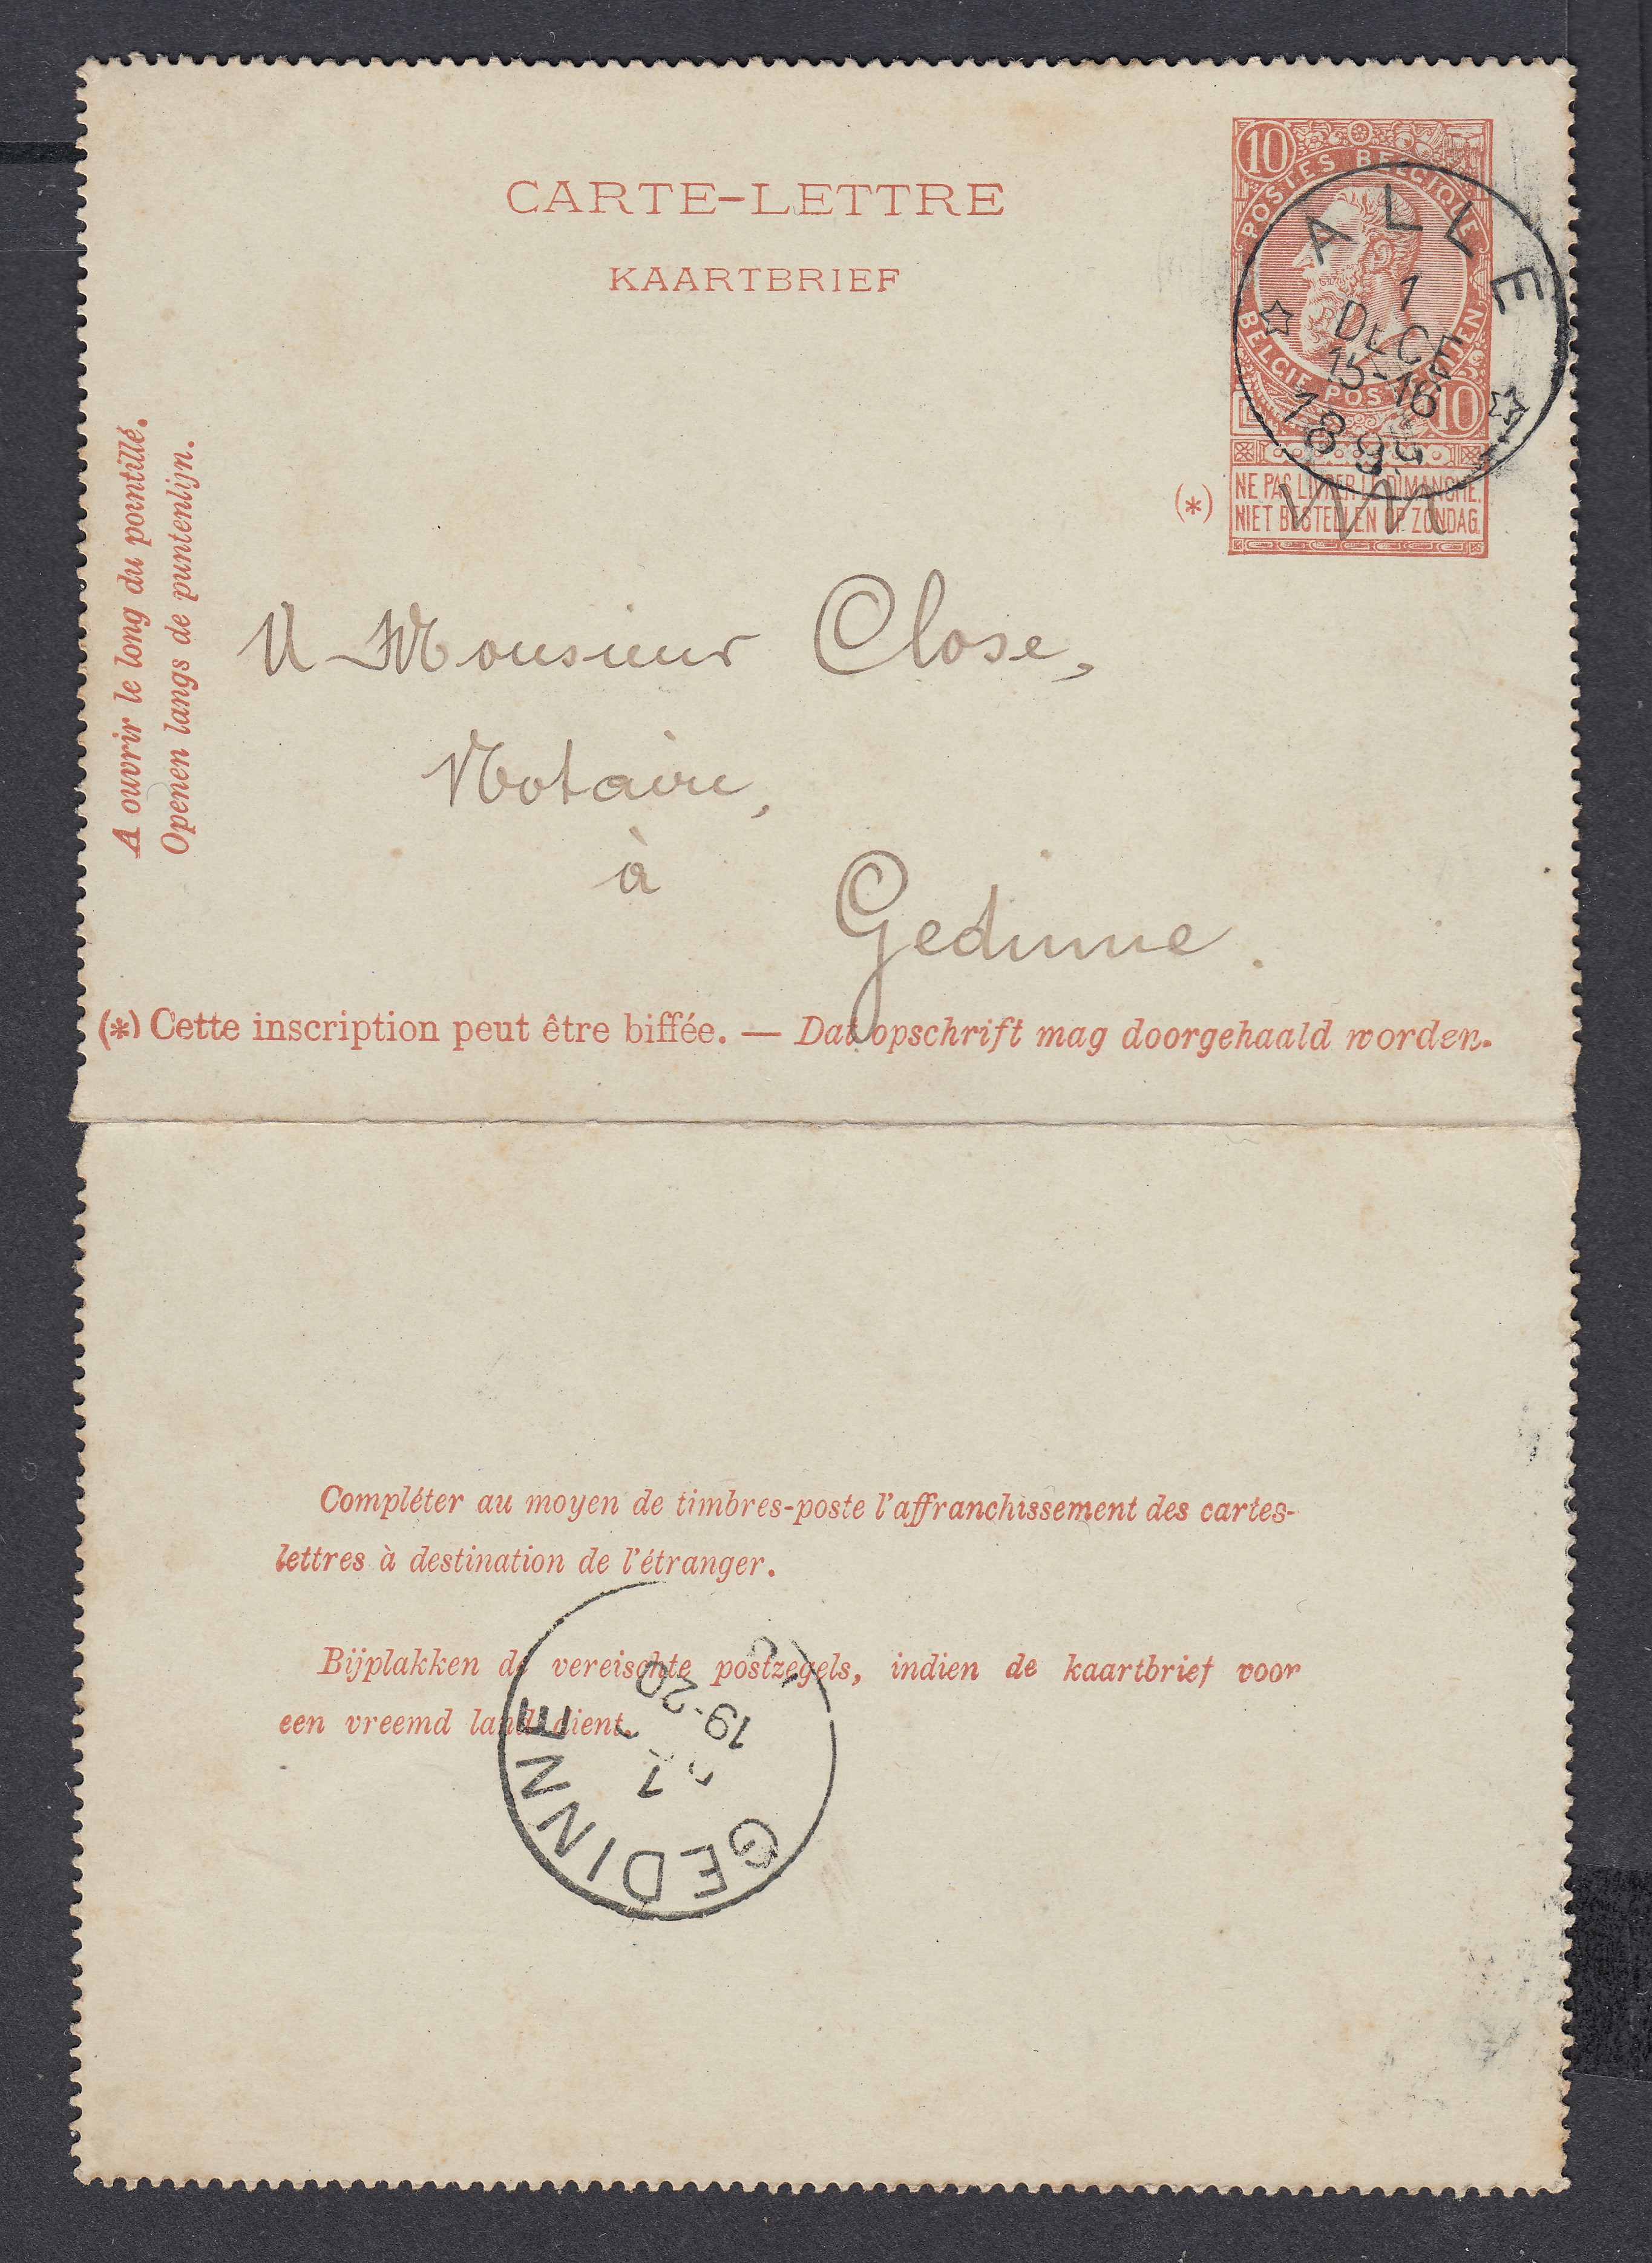 CARTE-LETTRE
KAARTBRIEF
10
POSTES BELGIQUE
BELGIE POSTERIJEN
10
ALLE
1
DECE
15-16
189
(*)
NE PAS LIVRER LE DIMANCHE.
NIET BESTELLEN OP ZONDAG.
A ouvrir le long du pointillé.
Openen langs de puntenlijn.
A Monsieur Close,
Notaire,
à
Gedinne.
(*) Cette inscription peut être biffée. — Dat opschrift mag doorgehaald worden.
Compléter au moyen de timbres-poste l'affranchissement des cartes-
lettres à destination de l'étranger.
Bijplakken de vereischte postzegels, indien de kaartbrief voor
een vreemd land dient.
GEDINNE
1
19-20